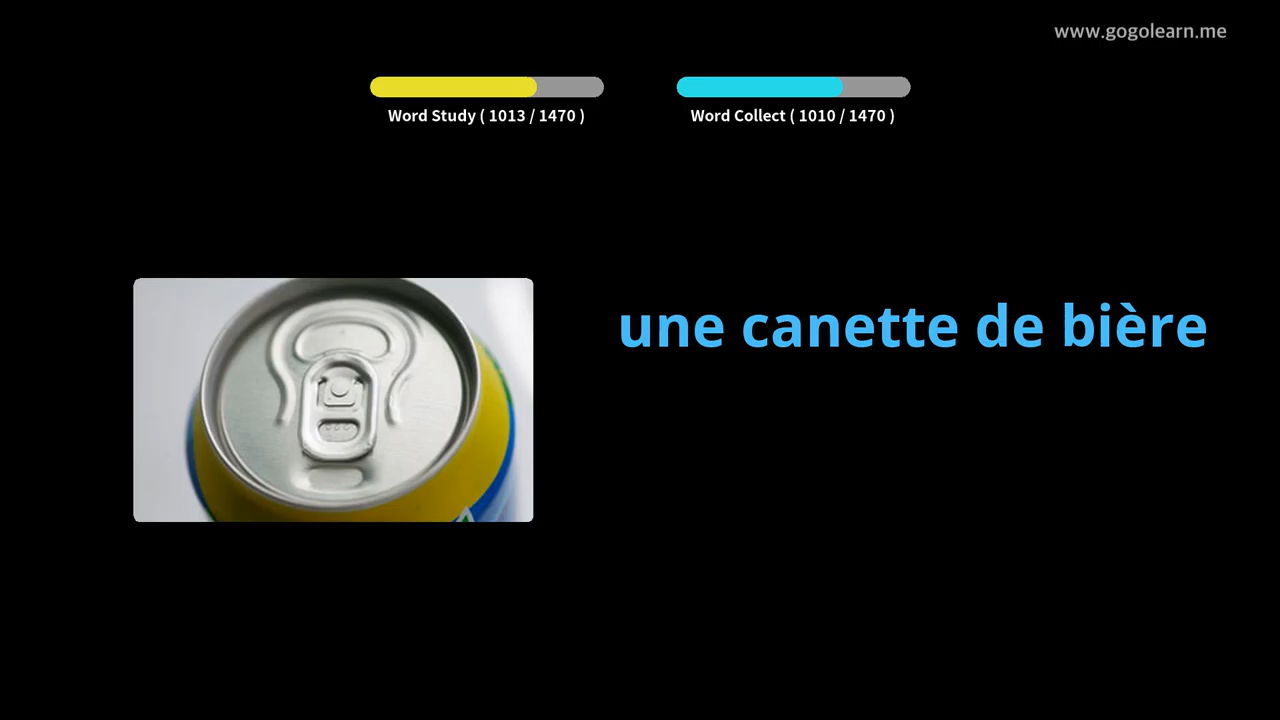 www.gogolearn.me
Word Study ( 1013 / 1470 )
Word Collect ( 1010 / 1470 )
une canette de bière